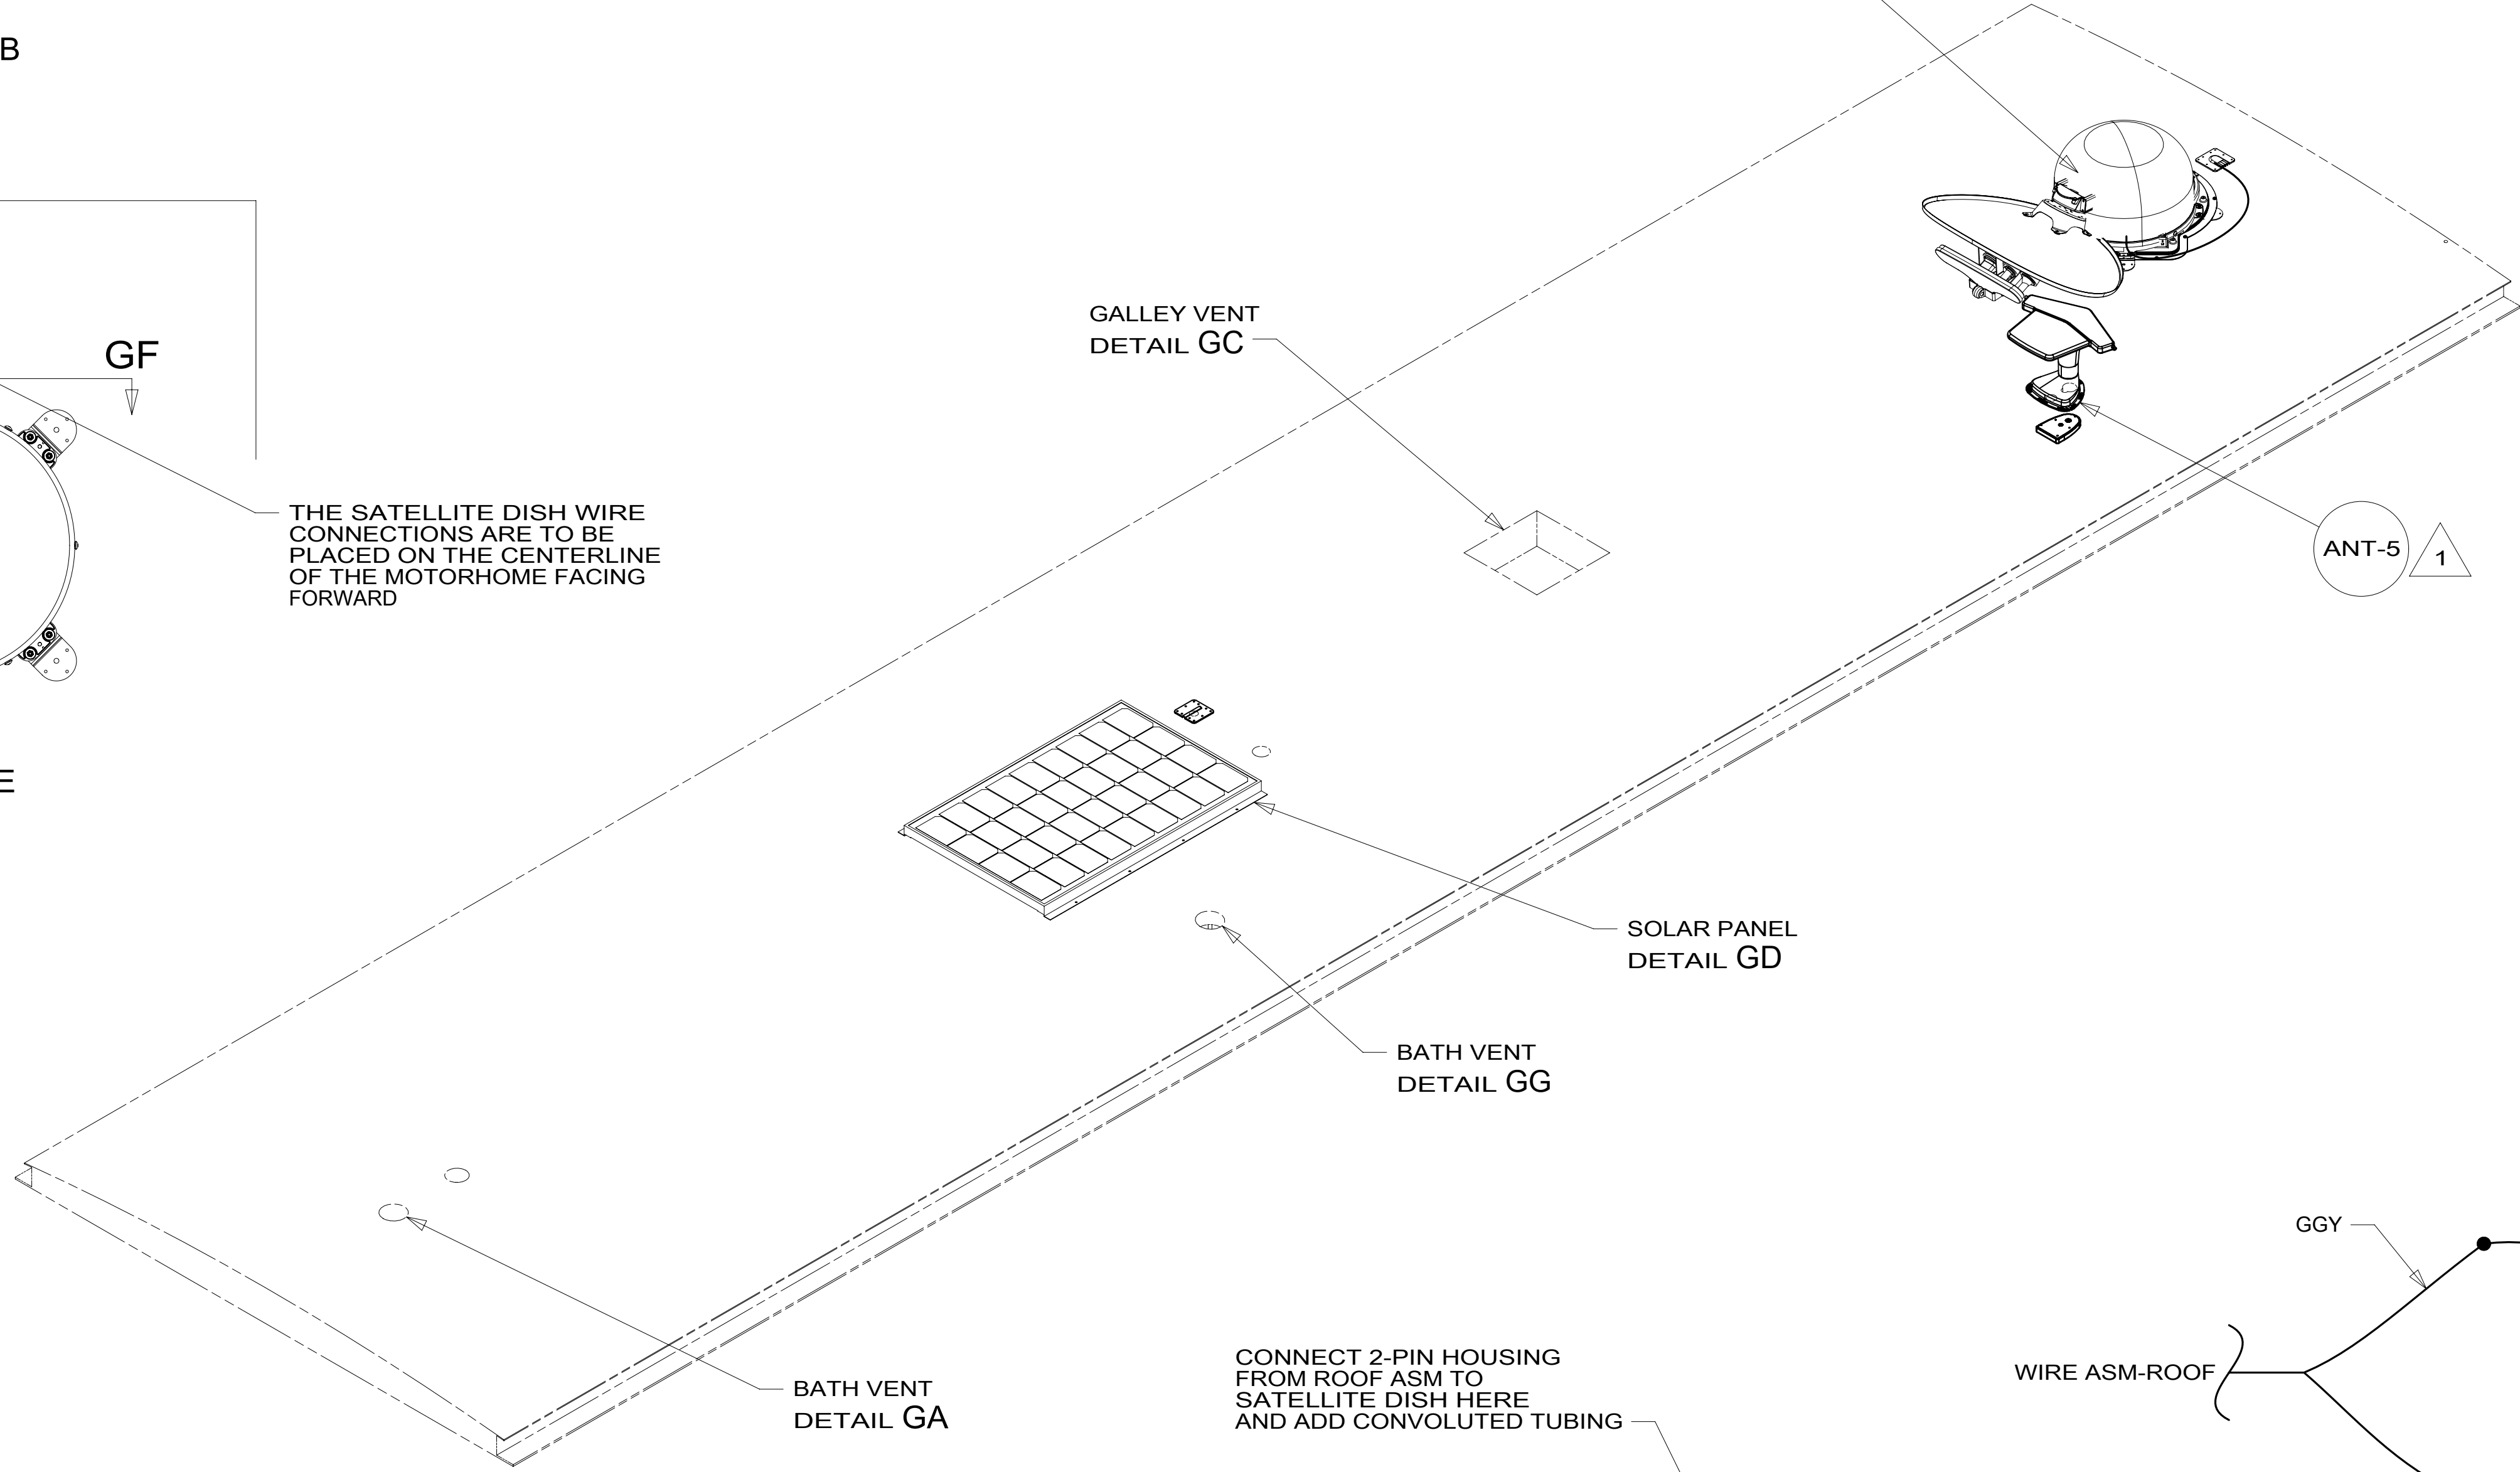 B
GF
GALLEY VENT
DETAIL GC
THE SATELLITE DISH WIRE
CONNECTIONS ARE TO BE
PLACED ON THE CENTERLINE
OF THE MOTORHOME FACING
FORWARD
ANT-5
1
E
SOLAR PANEL
DETAIL GD
BATH VENT
DETAIL GG
GGY
WIRE ASM-ROOF
BATH VENT
DETAIL GA
CONNECT 2-PIN HOUSING
FROM ROOF ASM TO
SATELLITE DISH HERE
AND ADD CONVOLUTED TUBING